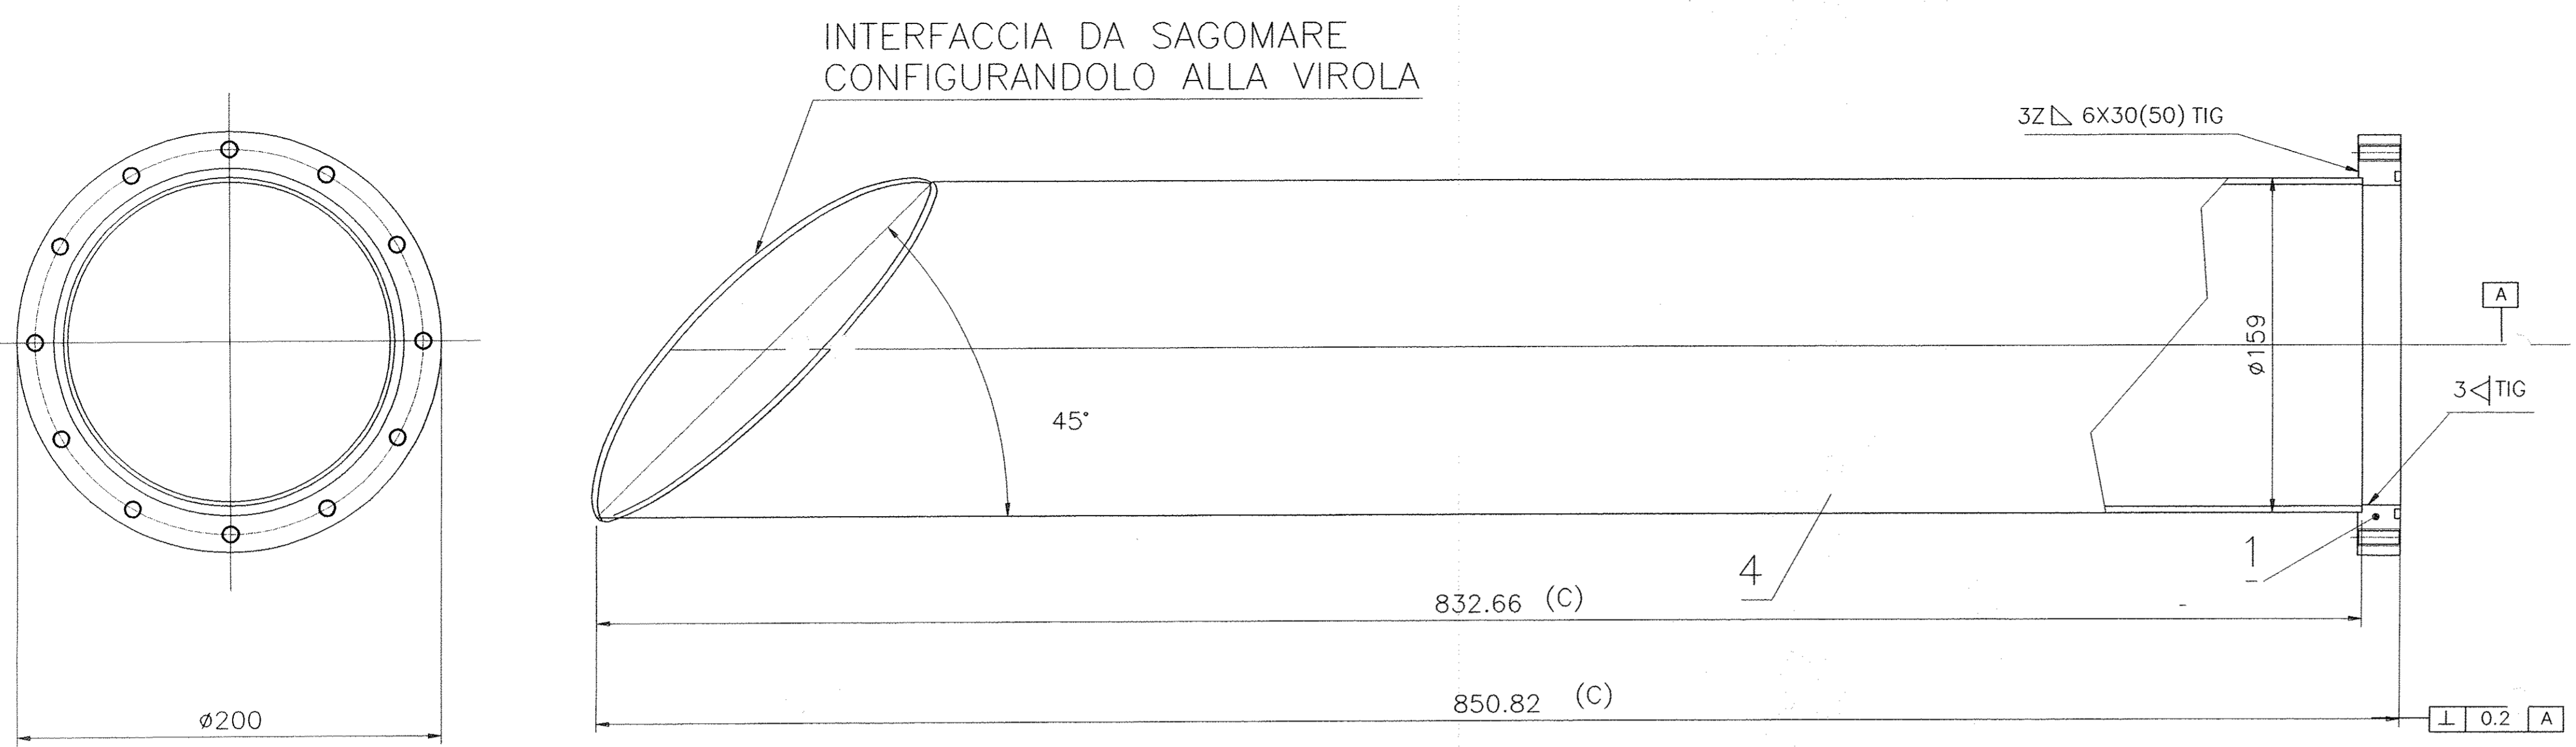 INTERFACCIA DA SAGOMARE
CONFIGURANDOLO ALLA VIROLA
3Z 6X30(50) TIG
A
ø159
3 TIG
45°
4
1
832.66 (C)
850.82 (C)
ø200
⊥ 0.2 A